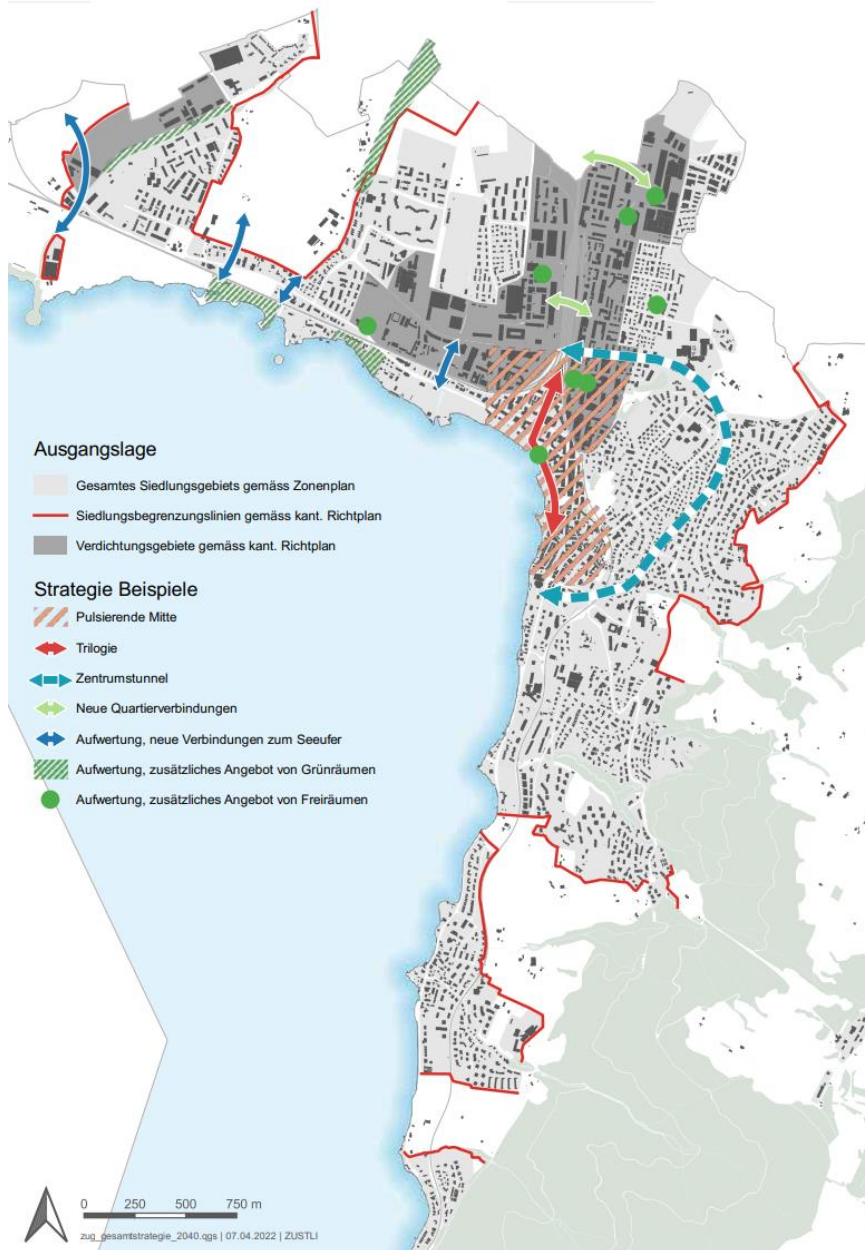 Ausgangslage
Gesamtes Siedlungsgebiets gemäss Zonenplan
Siedlungsbegrenzungslinien gemäss kant. Richtplan
Verdichtungsgebiete gemäss kant. Richtplan
Strategie Beispiele
Pulsierende Mitte
Trilogie
Zentrumstunnel
Neue Quartierverbindungen
Aufwertung, neue Verbindungen zum Seeufer
Aufwertung, zusätzliches Angebot von Grünräumen
Aufwertung, zusätzliches Angebot von Freiräumen
0 250 500 750 m
zug_gesamtstrategie_2040.qgs | 07.04.2022 | ZUSTLI